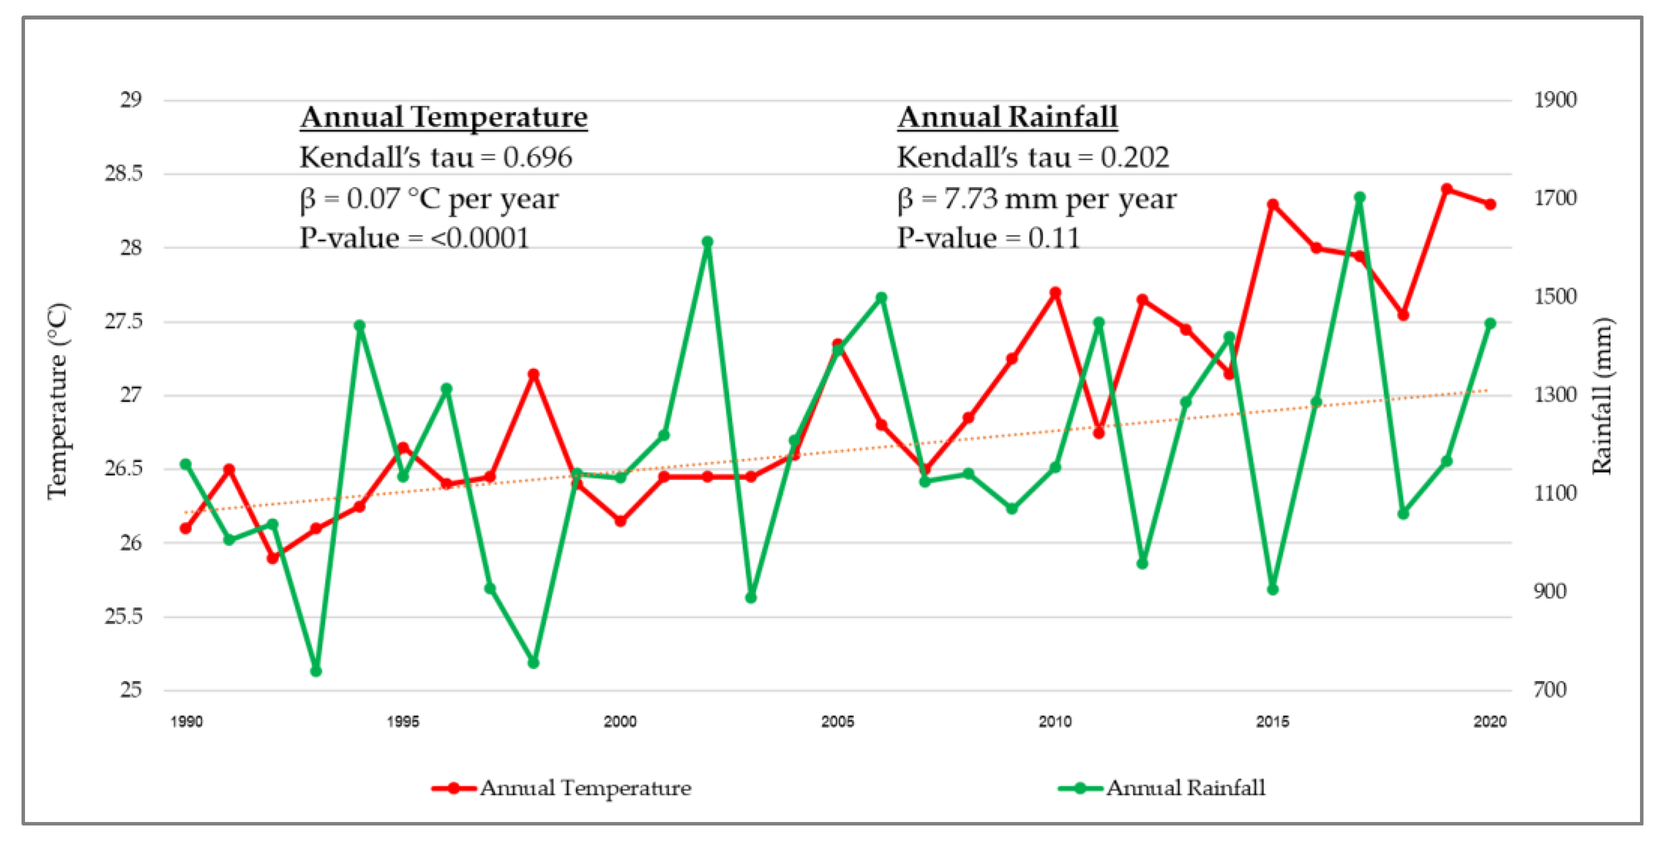 Annual Temperature
Kendall's tau = 0.696
β = 0.07 °C per year
P-value = <0.0001
Annual Rainfall
Kendall's tau = 0.202
β = 7.73 mm per year
P-value = 0.11
Temperature (°C)
29
28.5
28
27.5
27
26.5
26
25.5
25
1900
1700
1500
1300
1100
900
700
Rainfall (mm)
1990 1995 2000 2005 2010 2015 2020
Annual Temperature Annual Rainfall